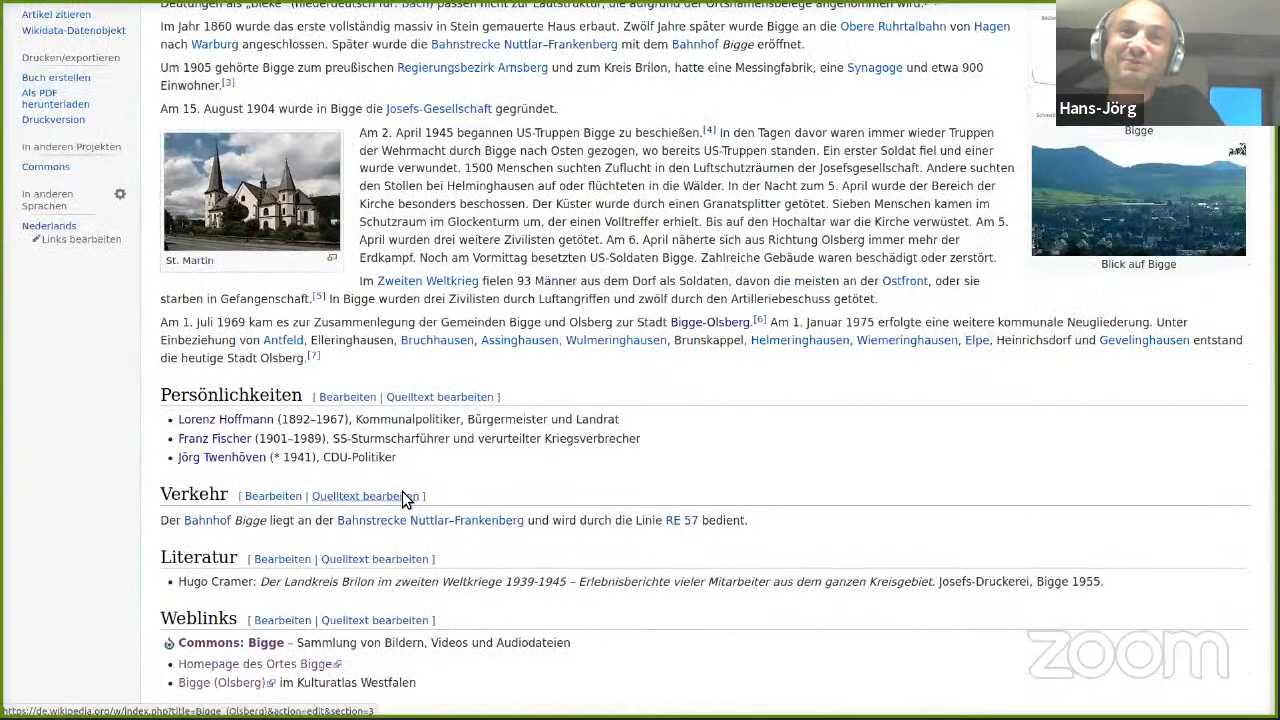 Deutungen als „Bieke“ (niederdeutsch für: Bach) passen nicht zur Lautstruktur, die aufgrund der Ortsnamensbelege angenommen wird.
Artikel zitieren
Wikidata-Datenobjekt
Drucken/exportieren
Buch erstellen
Als PDF
herunterladen
Druckversion
In anderen Projekten
Commons
In anderen
Sprachen
Nederlands
Links bearbeiten
Im Jahr 1860 wurde das erste vollständig massiv in Stein gemauerte Haus erbaut. Zwölf Jahre später wurde Bigge an die Obere Ruhrtalbahn von Hagen
nach Warburg angeschlossen. Später wurde die Bahnstrecke Nuttlar–Frankenberg mit dem Bahnhof Bigge eröffnet.
Um 1905 gehörte Bigge zum preußischen Regierungsbezirk Arnsberg und zum Kreis Brilon, hatte eine Messingfabrik, eine Synagoge und etwa 900
Einwohner.[3]
Am 15. August 1904 wurde in Bigge die Josefs-Gesellschaft gegründet.
St. Martin
Am 2. April 1945 begannen US-Truppen Bigge zu beschießen.[4] In den Tagen davor waren immer wieder Truppen
der Wehrmacht durch Bigge nach Osten gezogen, wo bereits US-Truppen standen. Ein erster Soldat fiel und einer
wurde verwundet. 1500 Menschen suchten Zuflucht in den Luftschutzräumen der Josefsgesellschaft. Andere suchten
den Stollen bei Helminghausen auf oder flüchteten in die Wälder. In der Nacht zum 5. April wurde der Bereich der
Kirche besonders beschossen. Der Küster wurde durch einen Granatsplitter getötet. Sieben Menschen kamen im
Schutzraum im Glockenturm um, der einen Volltreffer erhielt. Bis auf den Hochaltar war die Kirche verwüstet. Am 5.
April wurden drei weitere Zivilisten getötet. Am 6. April näherte sich aus Richtung Olsberg immer mehr der
Erdkampf. Noch am Vormittag besetzten US-Soldaten Bigge. Zahlreiche Gebäude waren beschädigt oder zerstört.
Im Zweiten Weltkrieg fielen 93 Männer aus dem Dorf als Soldaten, davon die meisten an der Ostfront, oder sie
starben in Gefangenschaft.[5] In Bigge wurden drei Zivilisten durch Luftangriffe und zwölf durch den Artilleriebeschuss getötet.
Hans-Jörg
Bigge
Blick auf Bigge
Am 1. Juli 1969 kam es zur Zusammenlegung der Gemeinden Bigge und Olsberg zur Stadt Bigge-Olsberg.[6] Am 1. Januar 1975 erfolgte eine weitere kommunale Neugliederung. Unter
Einbeziehung von Antfeld, Elleringhausen, Bruchhausen, Assinghausen, Wulmeringhausen, Brunskappel, Helmeringhausen, Wiemeringhausen, Elpe, Heinrichsdorf und Gevelinghausen entstand
die heutige Stadt Olsberg.[7]
Persönlichkeiten [ Bearbeiten | Quelltext bearbeiten ]
• Lorenz Hoffmann (1892–1967), Kommunalpolitiker, Bürgermeister und Landrat
• Franz Fischer (1901–1989), SS-Sturmscharführer und verurteilter Kriegsverbrecher
• Jörg Twenhöven (* 1941), CDU-Politiker
Verkehr [ Bearbeiten | Quelltext bearbeiten ]
Der Bahnhof Bigge liegt an der Bahnstrecke Nuttlar–Frankenberg und wird durch die Linie RE 57 bedient.
Literatur [ Bearbeiten | Quelltext bearbeiten ]
• Hugo Cramer: Der Landkreis Brilon im zweiten Weltkriege 1939-1945 – Erlebnisberichte vieler Mitarbeiter aus dem ganzen Kreisgebiet. Josefs-Druckerei, Bigge 1955.
Weblinks [ Bearbeiten | Quelltext bearbeiten ]
Commons: Bigge – Sammlung von Bildern, Videos und Audiodateien
• Homepage des Ortes Bigge
• Bigge (Olsberg) im Kulturatlas Westfalen
zoom
https://de.wikipedia.org/w/index.php?title=Bigge_(Olsberg)&action=edit&section=3